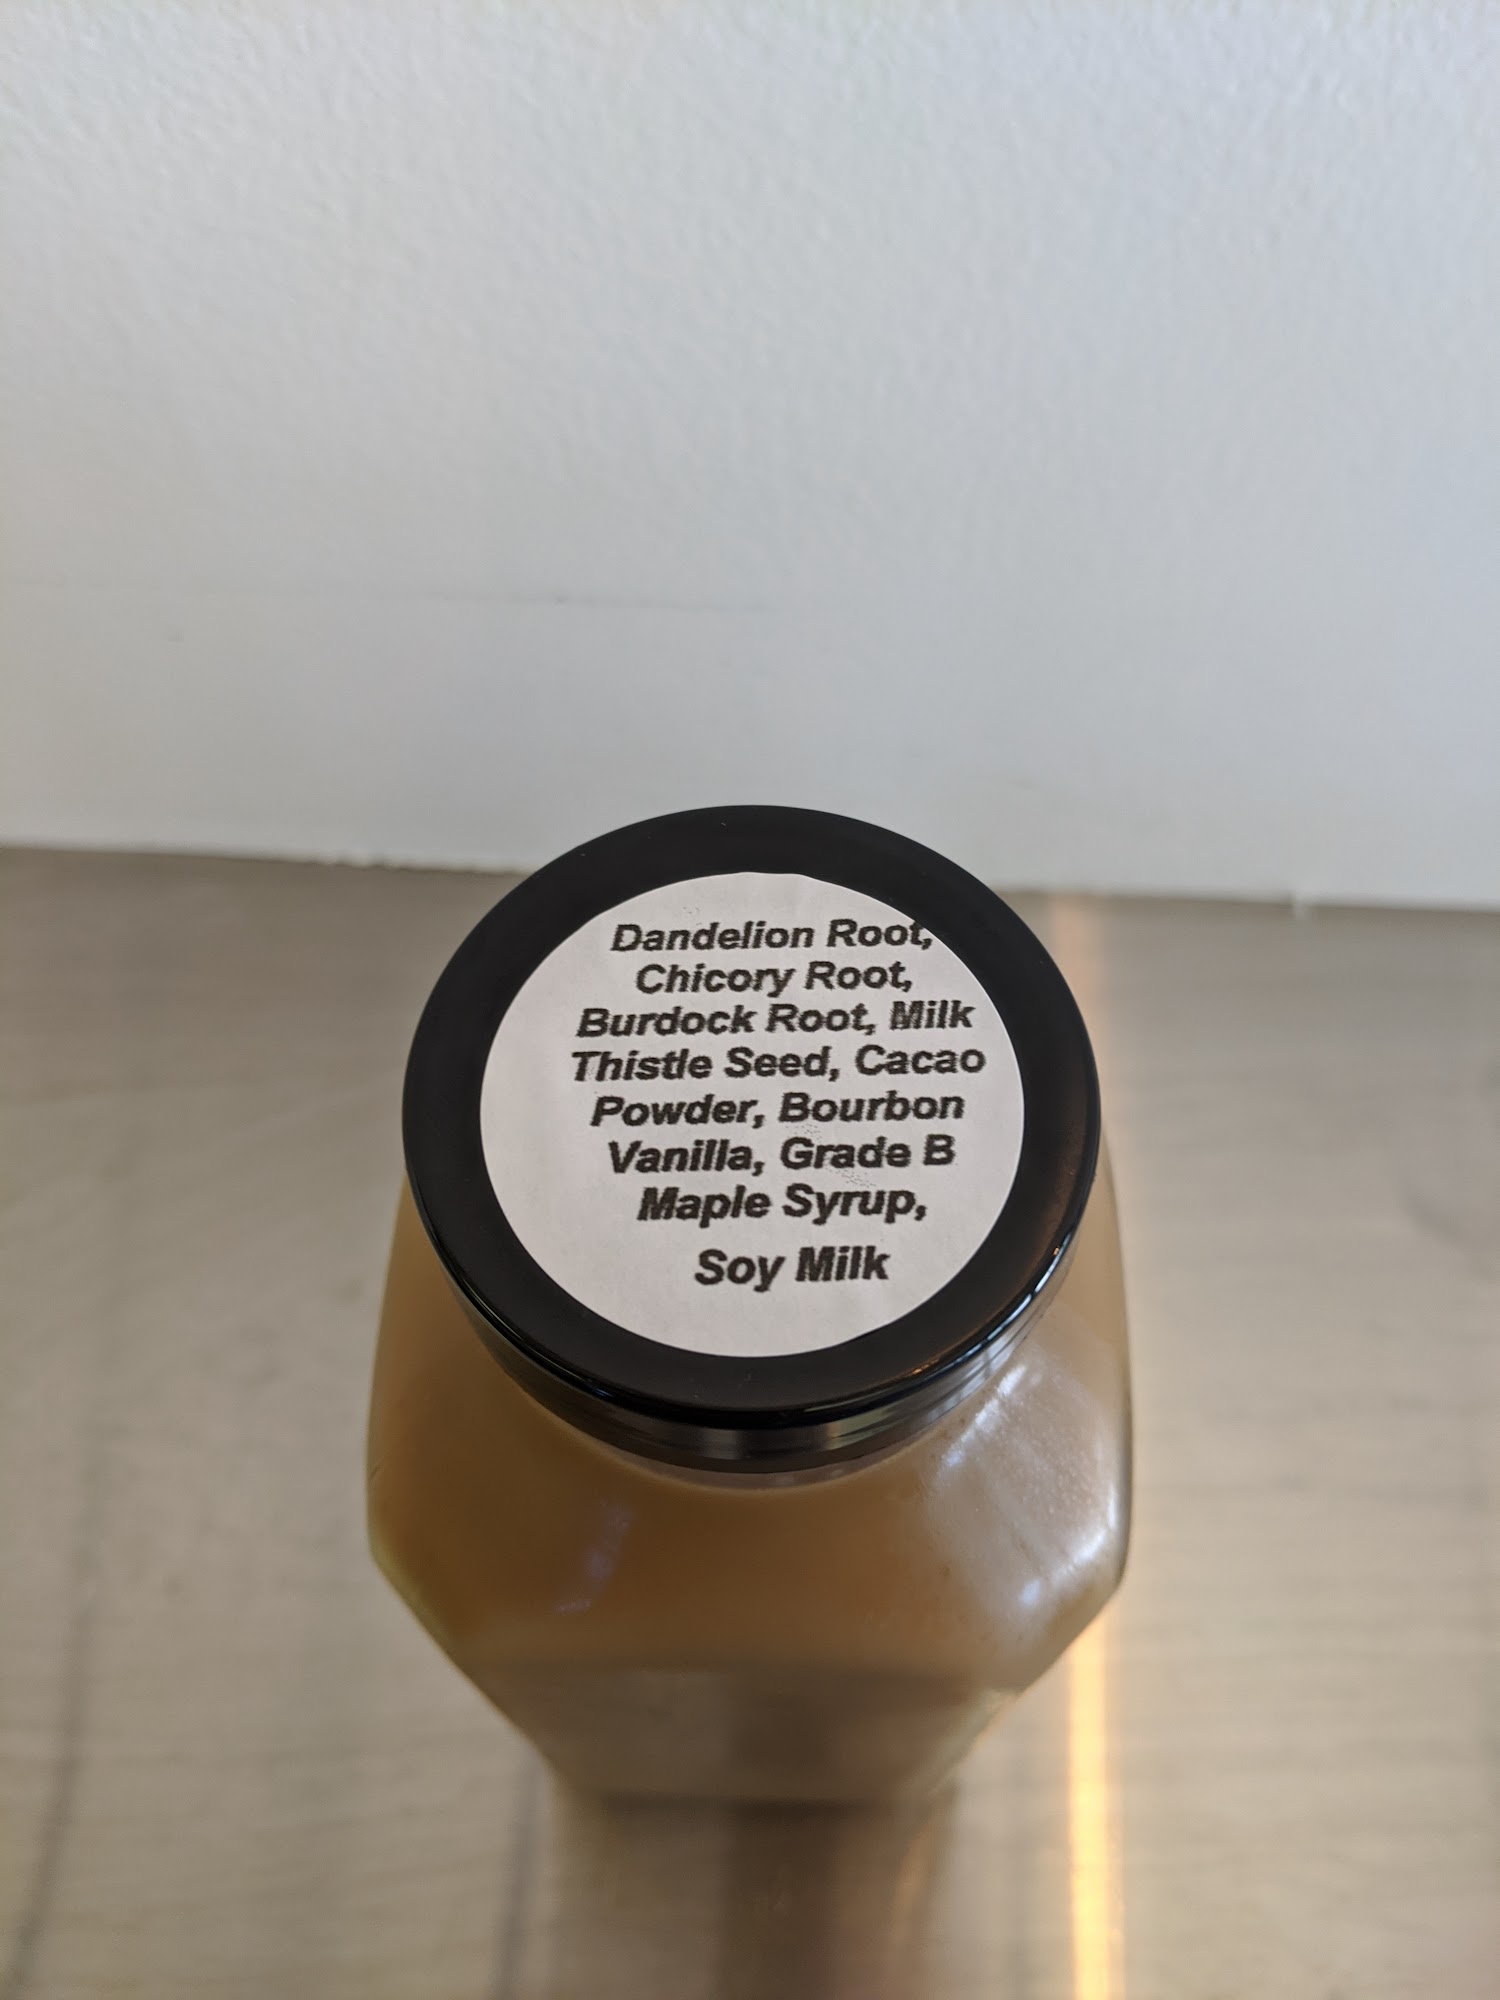 Dandelion Root,
Chicory Root,
Burdock Root, Milk
Thistle Seed, Cacao
Powder, Bourbon
Vanilla, Grade B
Maple Syrup,
Soy Milk